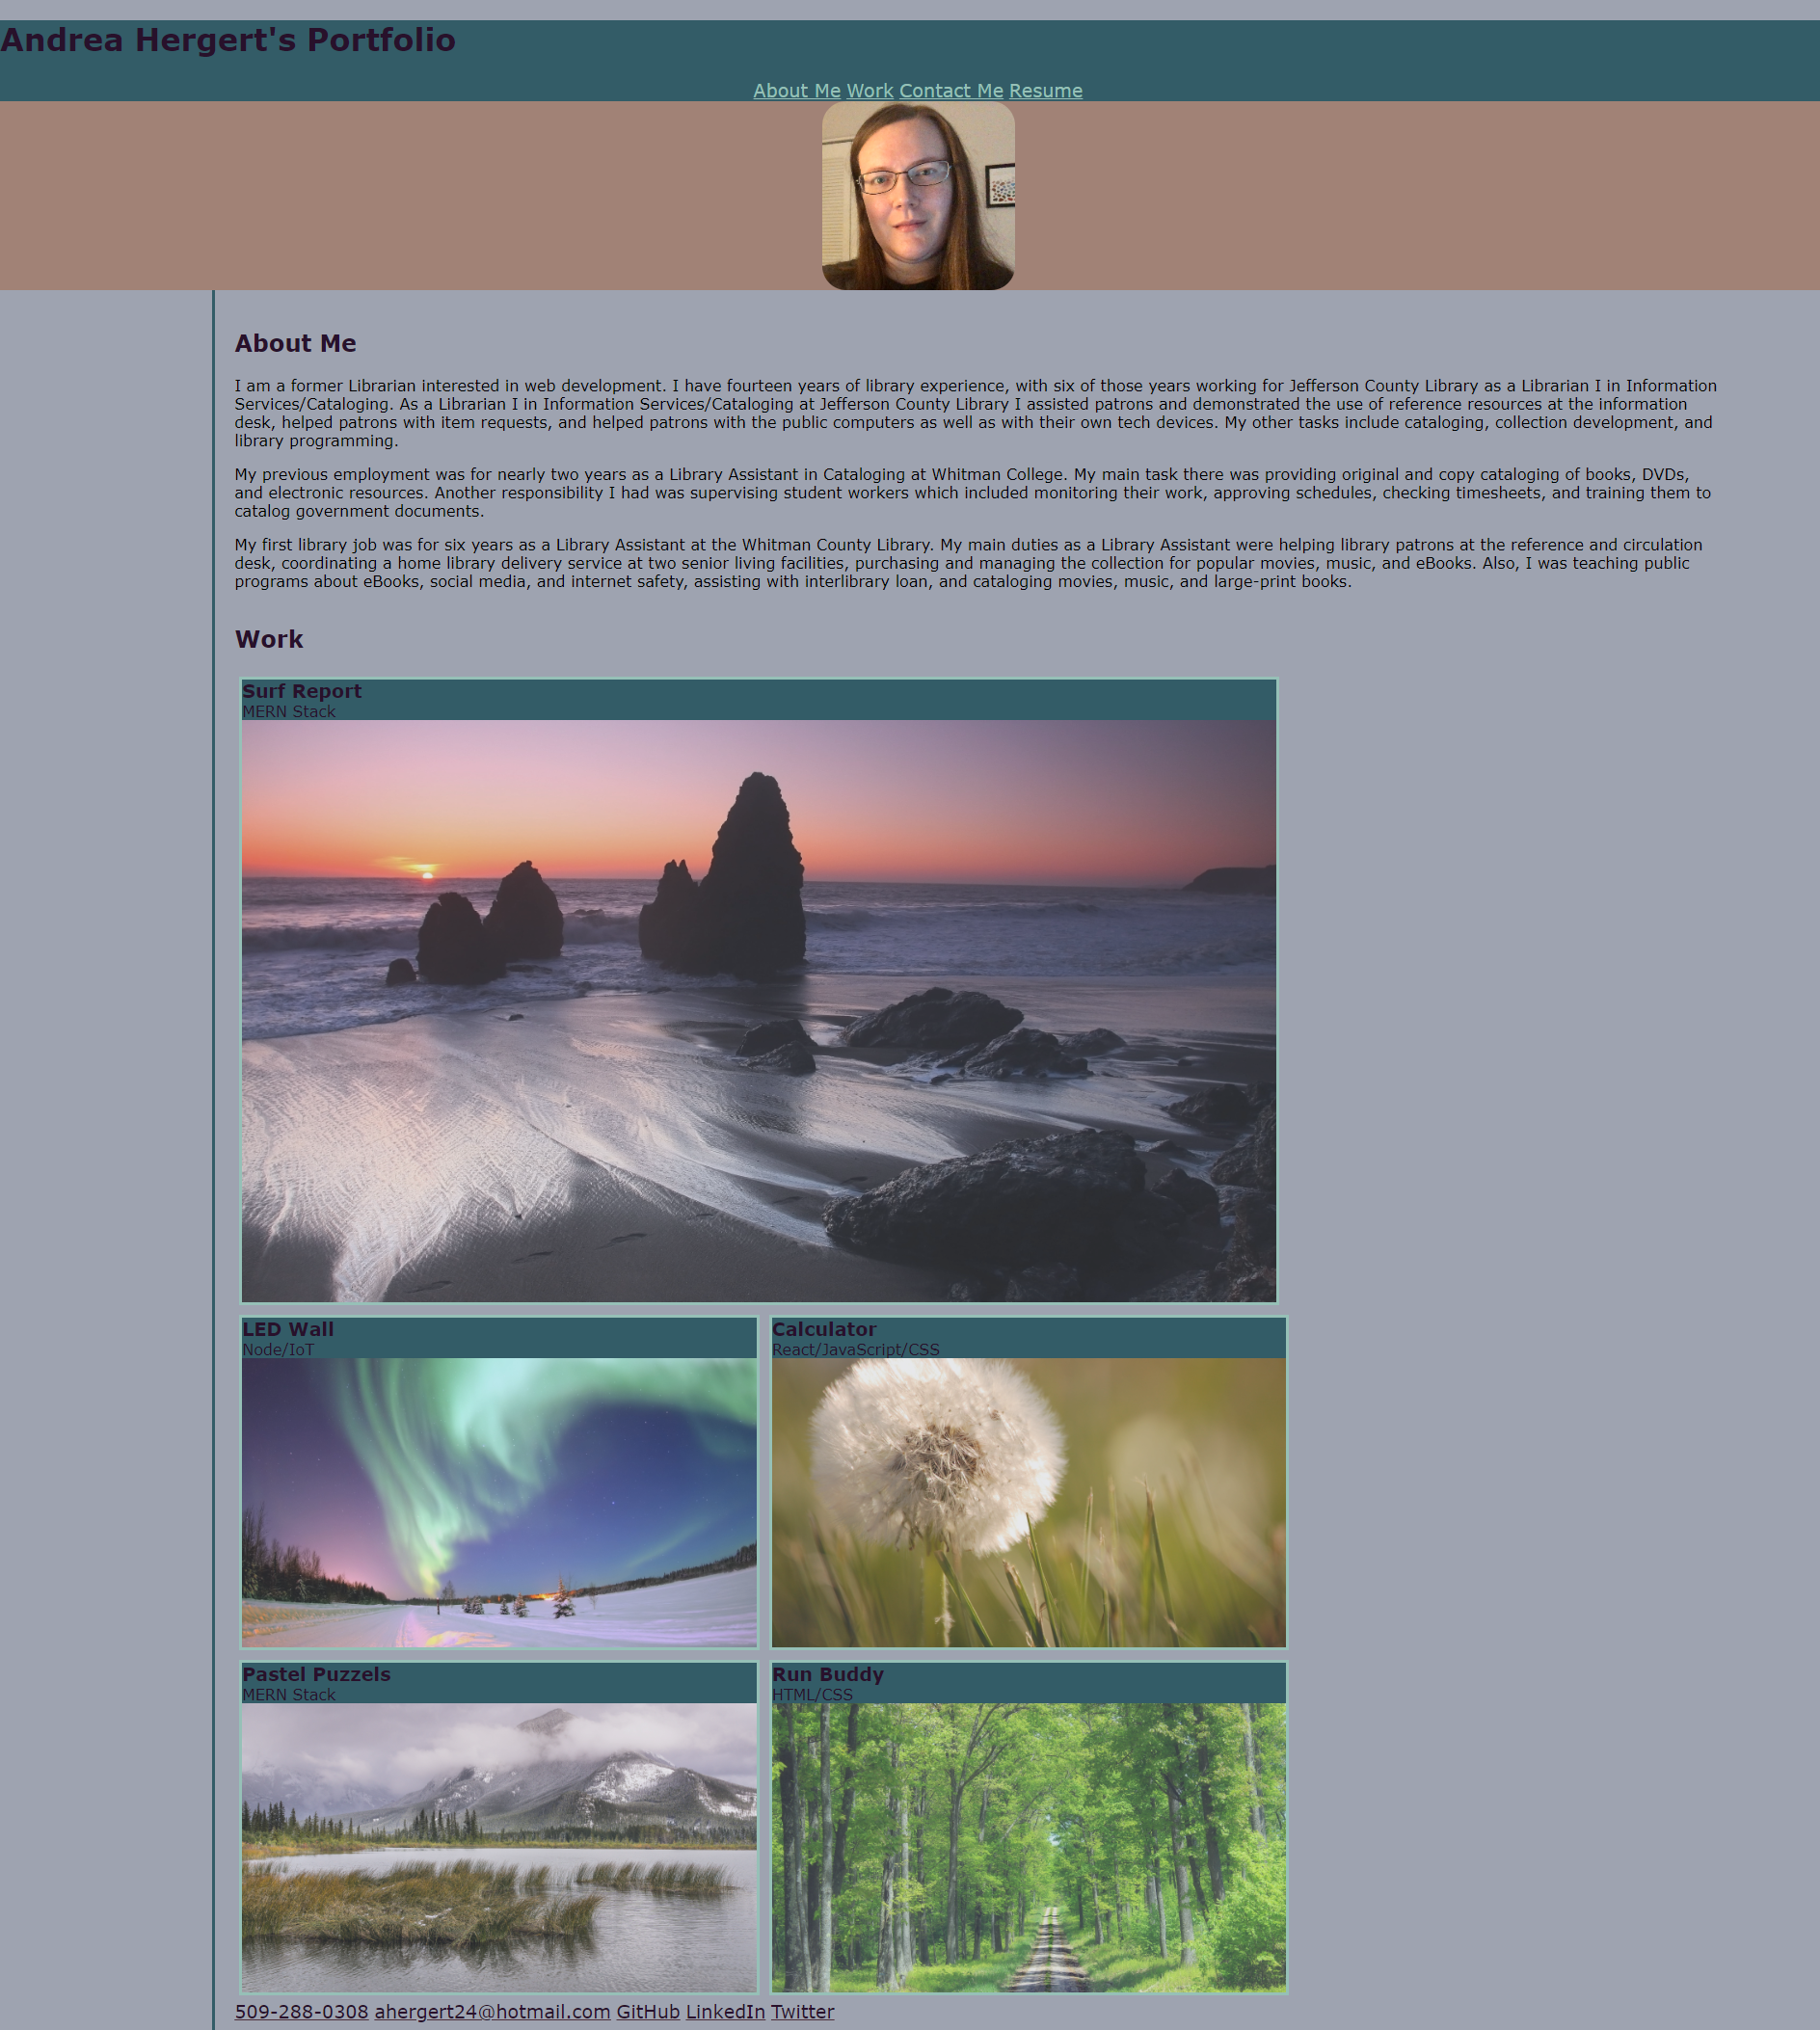 Andrea Hergert's Portfolio
About Me Work Contact Me Resume
About Me
I am a former Librarian interested in web development. I have fourteen years of library experience, with six of those years working for Jefferson County Library as a Librarian I in Information
Services/Cataloging. As a Librarian I in Information Services/Cataloging at Jefferson County Library I assisted patrons and demonstrated the use of reference resources at the information
desk, helped patrons with item requests, and helped patrons with the public computers as well as with their own tech devices. My other tasks include cataloging, collection development, and
library programming.
My previous employment was for nearly two years as a Library Assistant in Cataloging at Whitman College. My main task there was providing original and copy cataloging of books, DVDs,
and electronic resources. Another responsibility I had was supervising student workers which included monitoring their work, approving schedules, checking timesheets, and training them to
catalog government documents.
My first library job was for six years as a Library Assistant at the Whitman County Library. My main duties as a Library Assistant were helping library patrons at the reference and circulation
desk, coordinating a home library delivery service at two senior living facilities, purchasing and managing the collection for popular movies, music, and eBooks. Also, I was teaching public
programs about eBooks, social media, and internet safety, assisting with interlibrary loan, and cataloging movies, music, and large-print books.
Work
Surf Report
MERN Stack
LED Wall
Node/IoT
Calculator
React/JavaScript/CSS
Pastel Puzzels
MERN Stack
Run Buddy
HTML/CSS
509-288-0308 ahergert24@hotmail.com GitHub LinkedIn Twitter